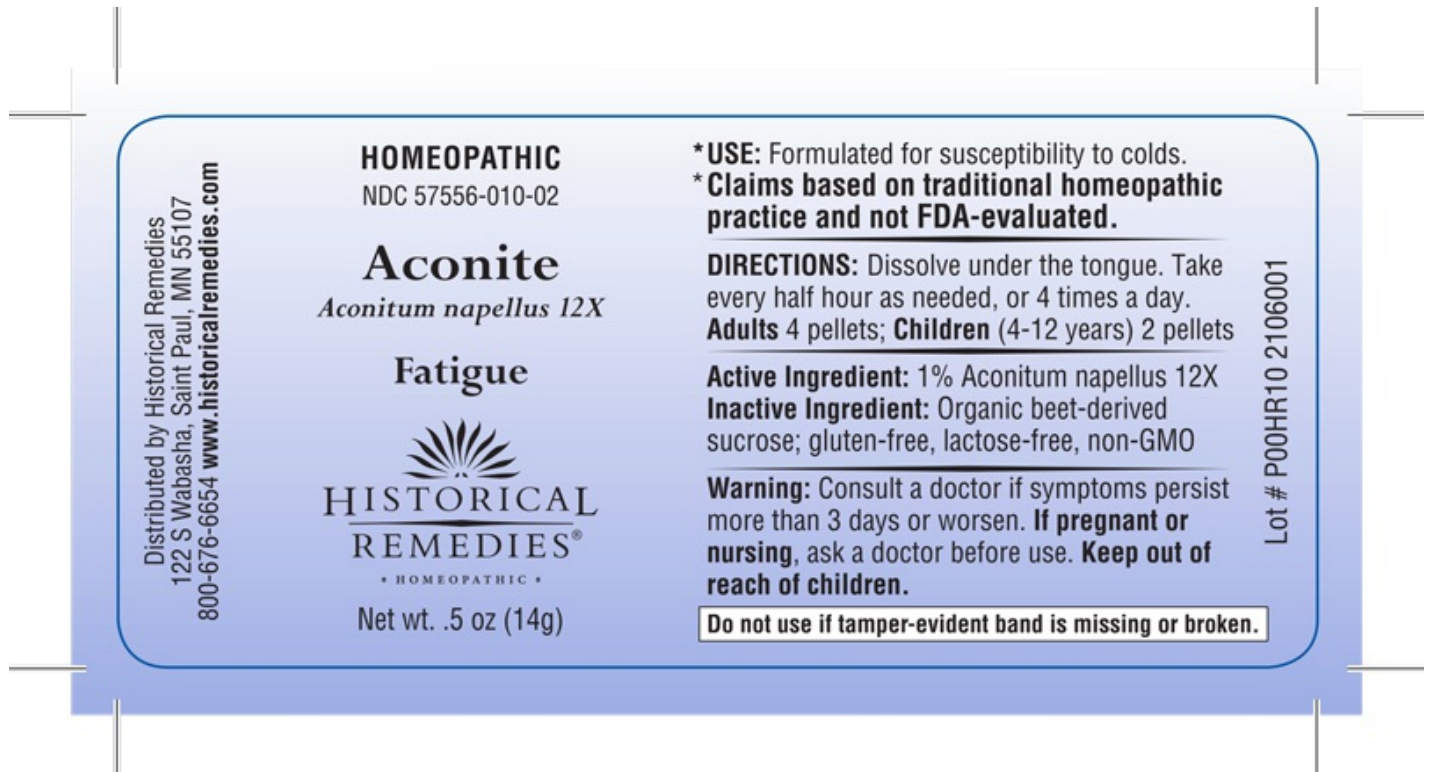 Distributed by Historical Remedies
122 S Wabasha, Saint Paul, MN 55107
800-676-6654 www.historicalremedies.com
HOMEOPATHIC
NDC 57556-010-02
Aconite
Aconitum napellus 12X
Fatigue
HISTORICAL
REMEDIES®
• HOMEOPATHIC •
Net wt. .5 oz (14g)
*USE: Formulated for susceptibility to colds.
*Claims based on traditional homeopathic
practice and not FDA-evaluated.
DIRECTIONS: Dissolve under the tongue. Take
every half hour as needed, or 4 times a day.
Adults 4 pellets; Children (4-12 years) 2 pellets
Active Ingredient: 1% Aconitum napellus 12X
Inactive Ingredient: Organic beet-derived
sucrose; gluten-free, lactose-free, non-GMO
Warning: Consult a doctor if symptoms persist
more than 3 days or worsen. If pregnant or
nursing, ask a doctor before use. Keep out of
reach of children.
Do not use if tamper-evident band is missing or broken.
Lot # P00HR10 2106001